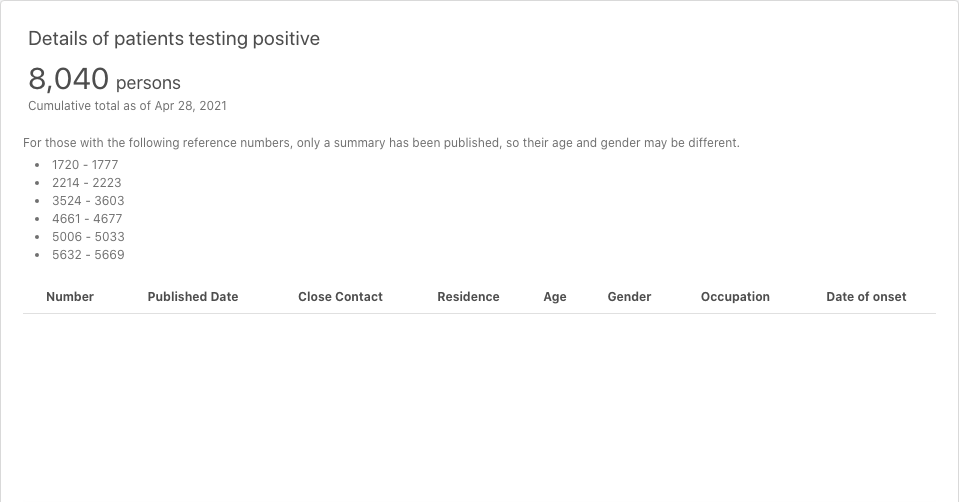 Details of patients testing positive
8,040 persons
Cumulative total as of Apr 28, 2021
For those with the following reference numbers, only a summary has been published, so their age and gender may be different.
• 1720 - 1777
• 2214 - 2223
• 3524 - 3603
• 4661 - 4677
• 5006 - 5033
• 5632 - 5669
Number Published Date Close Contact Residence Age Gender Occupation Date of onset